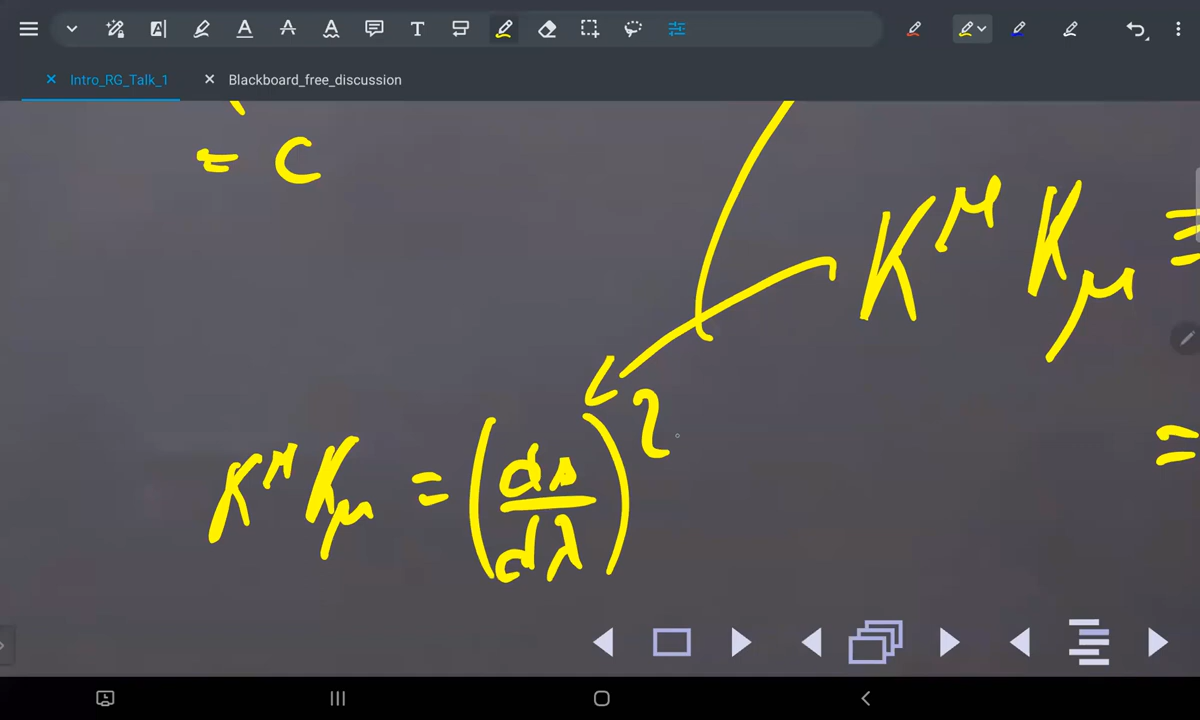 Intro_RG_Talk_1 Blackboard_free_discussion
= C
K^μ K_μ ≡
=
K^μ K_μ = (ds/dλ)^2